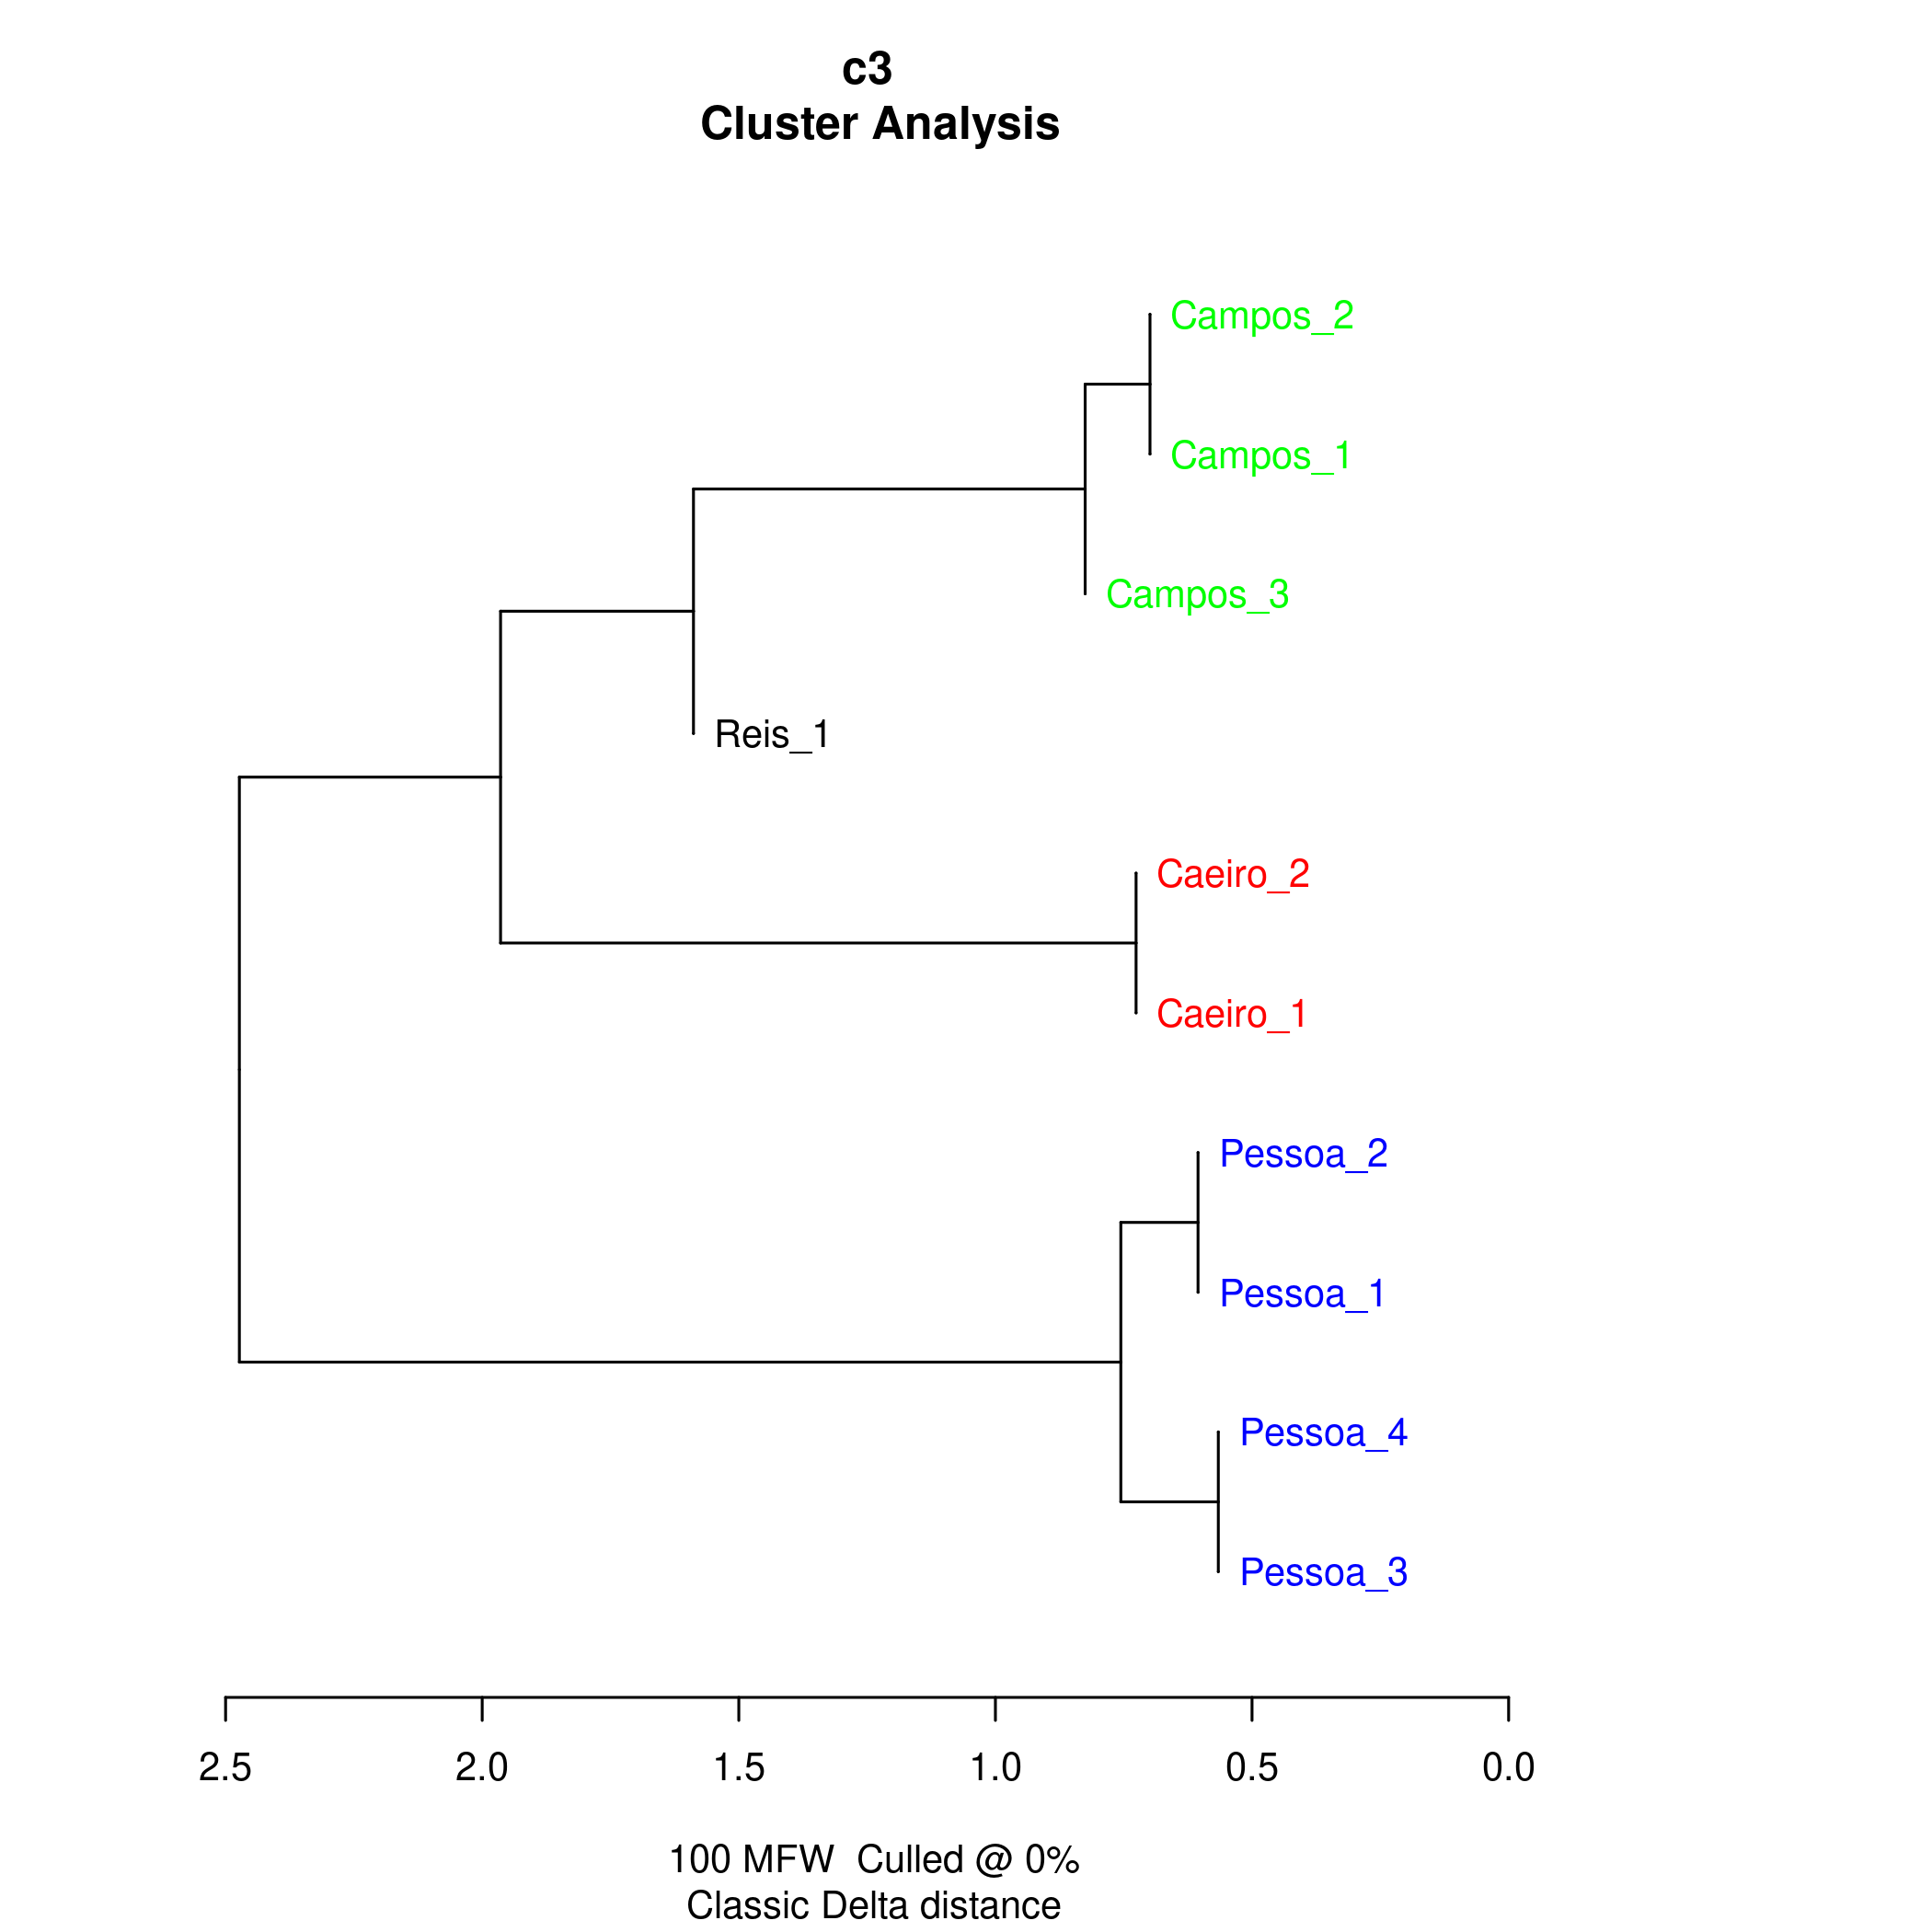 c3
Cluster Analysis
Campos_2
Campos_1
Campos_3
Reis_1
Caeiro_2
Caeiro_1
Pessoa_2
Pessoa_1
Pessoa_4
Pessoa_3
2.5 2.0 1.5 1.0 0.5 0.0
100 MFW  Culled @ 0%
Classic Delta distance